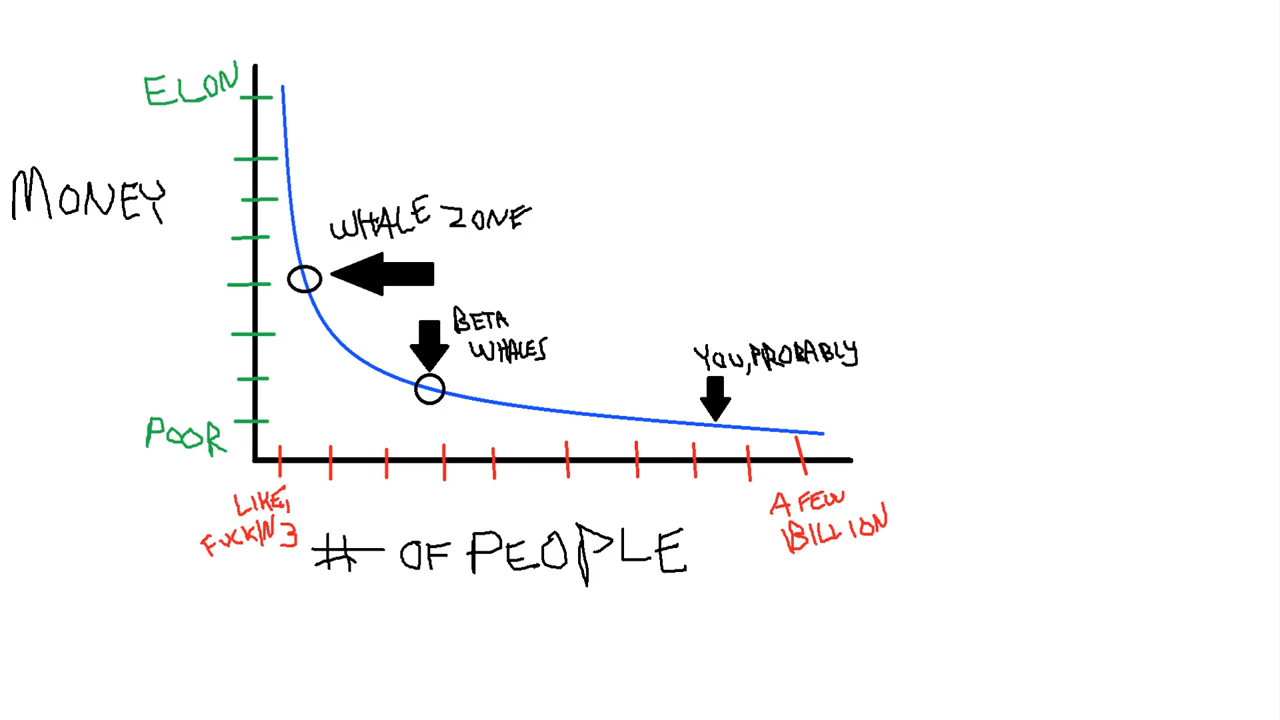 ELON
MONEY
WHALE ZONE
BETA
WHALES
YOU, PROBABLY
POOR
LIKE,
FUCKIN 3
A FEW
BILLION
# OF PEOPLE